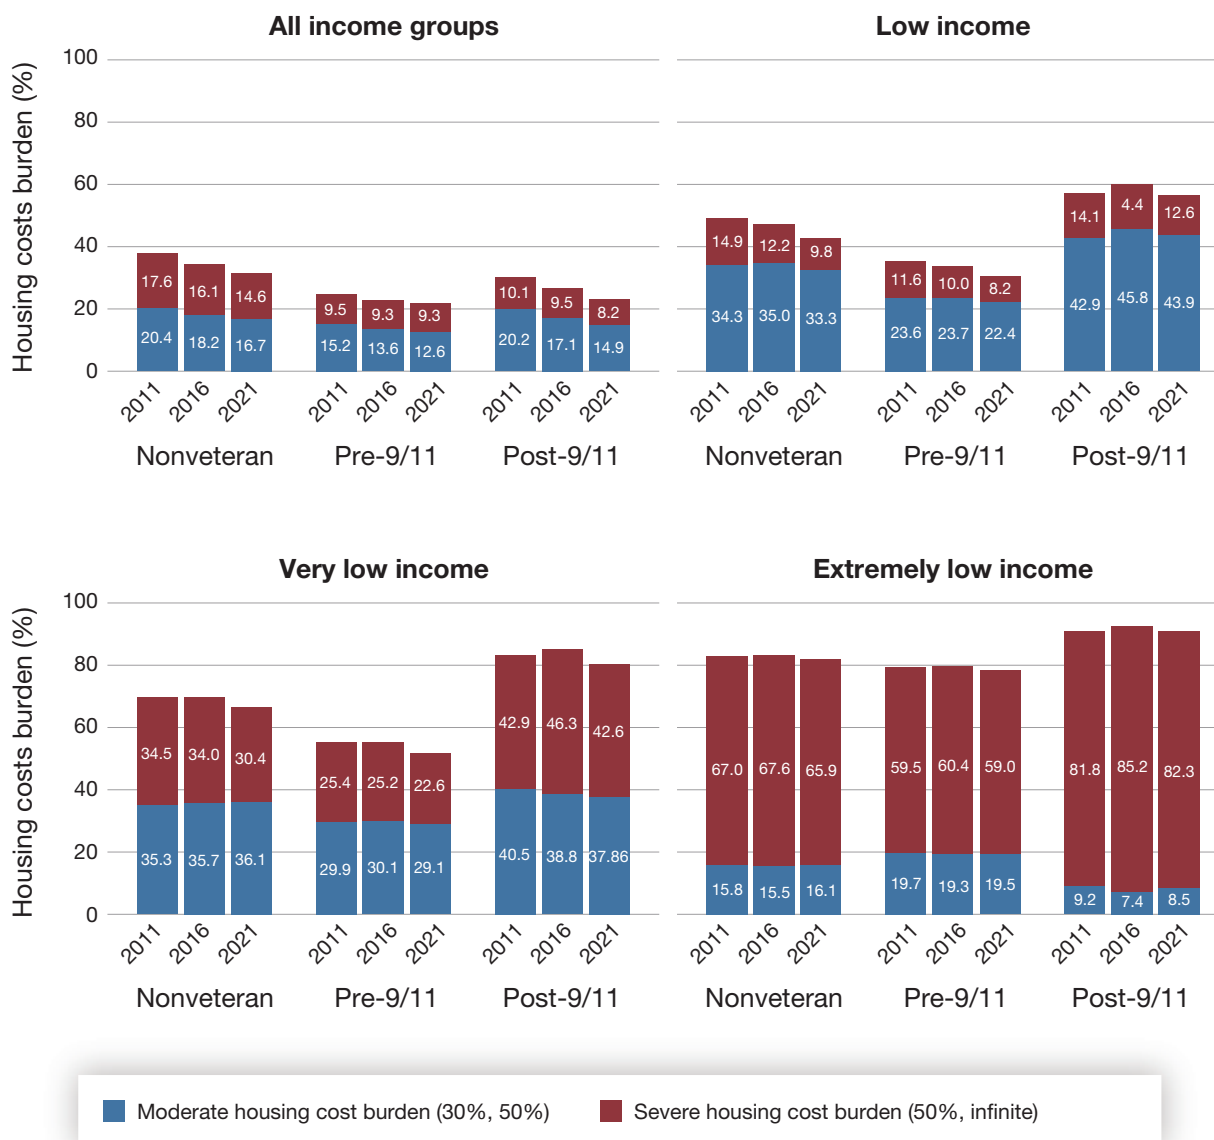 All income groups
Housing costs burden (%)
100
80
60
40
20
0
17.6 16.1 14.6 9.5 9.3 9.3 10.1 9.5 8.2
20.4 18.2 16.7 15.2 13.6 12.6 20.2 17.1 14.9
2011 2016 2021 2011 2016 2021 2011 2016 2021
Nonveteran Pre-9/11 Post-9/11
Low income
14.9 12.2 9.8 11.6 10.0 8.2 14.1 4.4 12.6
34.3 35.0 33.3 23.6 23.7 22.4 42.9 45.8 43.9
2011 2016 2021 2011 2016 2021 2011 2016 2021
Nonveteran Pre-9/11 Post-9/11
Very low income
Housing costs burden (%)
100
80
60
40
20
0
34.5 34.0 30.4 25.4 25.2 22.6 42.9 46.3 42.6
35.3 35.7 36.1 29.9 30.1 29.1 40.5 38.8 37.86
2011 2016 2021 2011 2016 2021 2011 2016 2021
Nonveteran Pre-9/11 Post-9/11
Extremely low income
67.0 67.6 65.9 59.5 60.4 59.0 81.8 85.2 82.3
15.8 15.5 16.1 19.7 19.3 19.5 9.2 7.4 8.5
2011 2016 2021 2011 2016 2021 2011 2016 2021
Nonveteran Pre-9/11 Post-9/11
Moderate housing cost burden (30%, 50%)
Severe housing cost burden (50%, infinite)